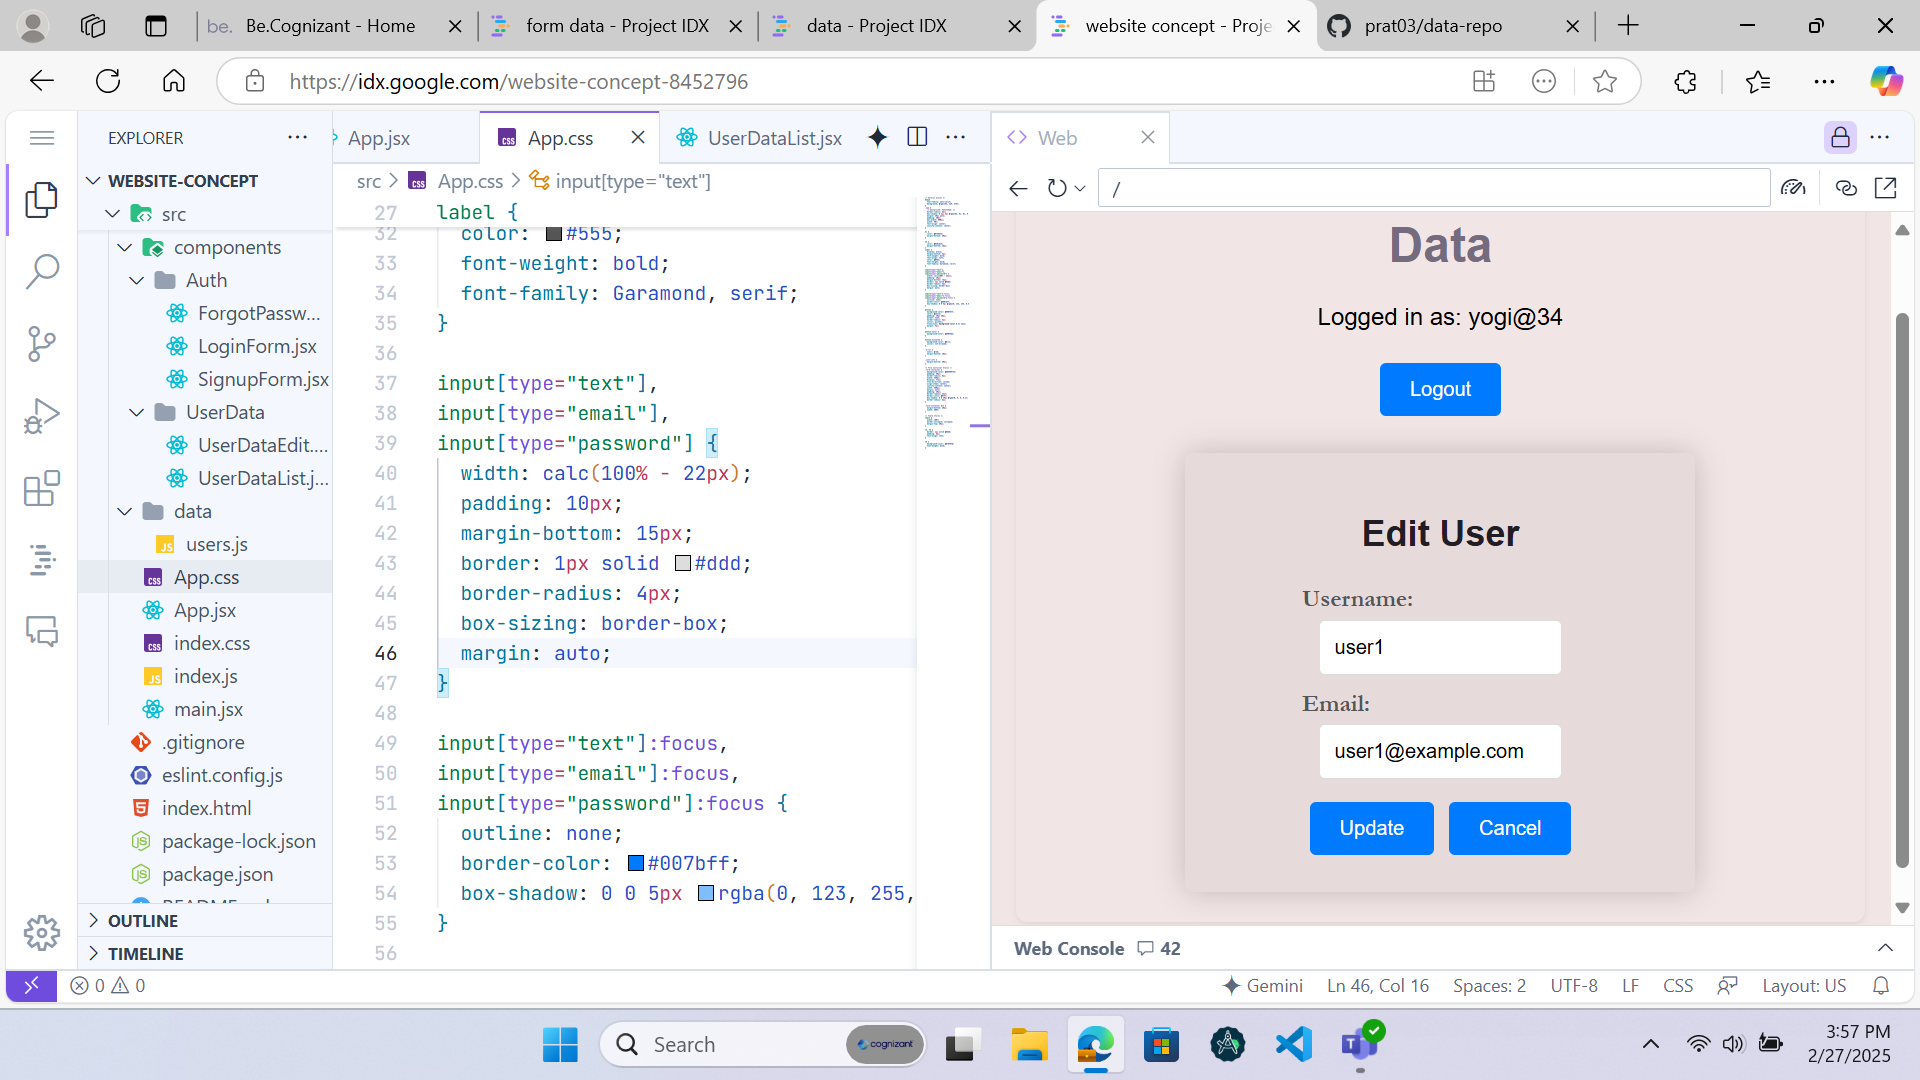 be. Be.Cognizant - Home
form data - Project IDX
data - Project IDX
website concept - Proje
prat03/data-repo
https://idx.google.com/website-concept-8452796
EXPLORER
WEBSITE-CONCEPT
src
components
Auth
ForgotPassw...
LoginForm.jsx
SignupForm.jsx
UserData
UserDataEdit....
UserDataList.j...
data
JS users.js
css App.css
App.jsx
css index.css
JS index.js
main.jsx
.gitignore
eslint.config.js
5 index.html
JS package-lock.json
JS package.json
OUTLINE
TIMELINE
App.jsx
css App.css
UserDataList.jsx
src > css App.css > input[type="text"]
27 label {
32 color: #555;
33 font-weight: bold;
34 font-family: Garamond, serif;
35 }
36
37 input[type="text"],
38 input[type="email"],
39 input[type="password"] {
40 width: calc(100% - 22px);
41 padding: 10px;
42 margin-bottom: 15px;
43 border: 1px solid #ddd;
44 border-radius: 4px;
45 box-sizing: border-box;
46 margin: auto;
47 }
48
49 input[type="text"]:focus,
50 input[type="email"]:focus,
51 input[type="password"]:focus {
52 outline: none;
53 border-color: #007bff;
54 box-shadow: 0 0 5px rgba(0, 123, 255,
55 }
56
Web
/
Data
Logged in as: yogi@34
Logout
Edit User
Username:
user1
Email:
user1@example.com
Update
Cancel
Web Console 42
0 0
Gemini
Ln 46, Col 16
Spaces: 2
UTF-8
LF
CSS
Layout: US
Search
cognizant
T
3:57 PM
2/27/2025